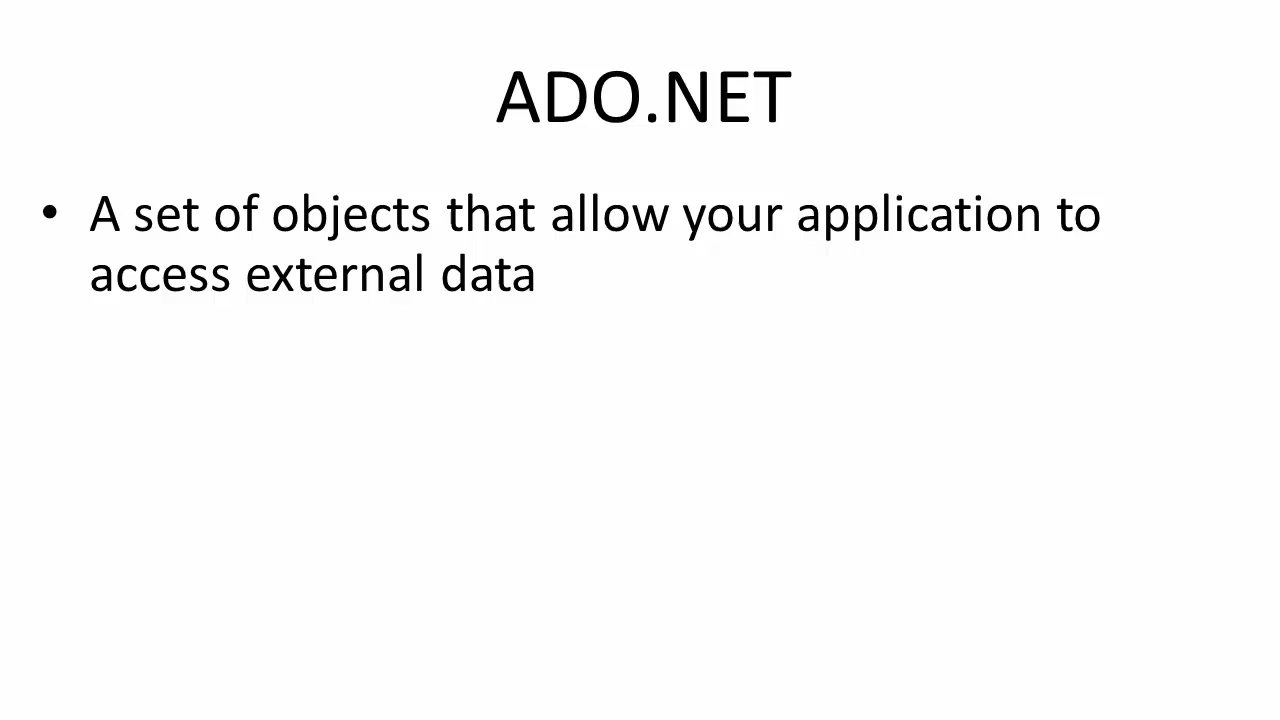 ADO.NET
• A set of objects that allow your application to
access external data